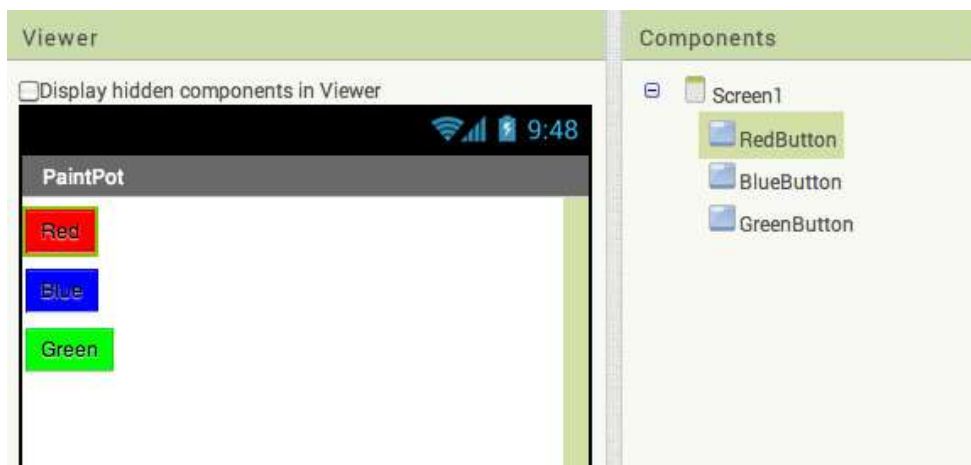 Viewer
Display hidden components in Viewer
9:48
PaintPot
Red
Blue
Green
Components
Screen1
RedButton
BlueButton
GreenButton